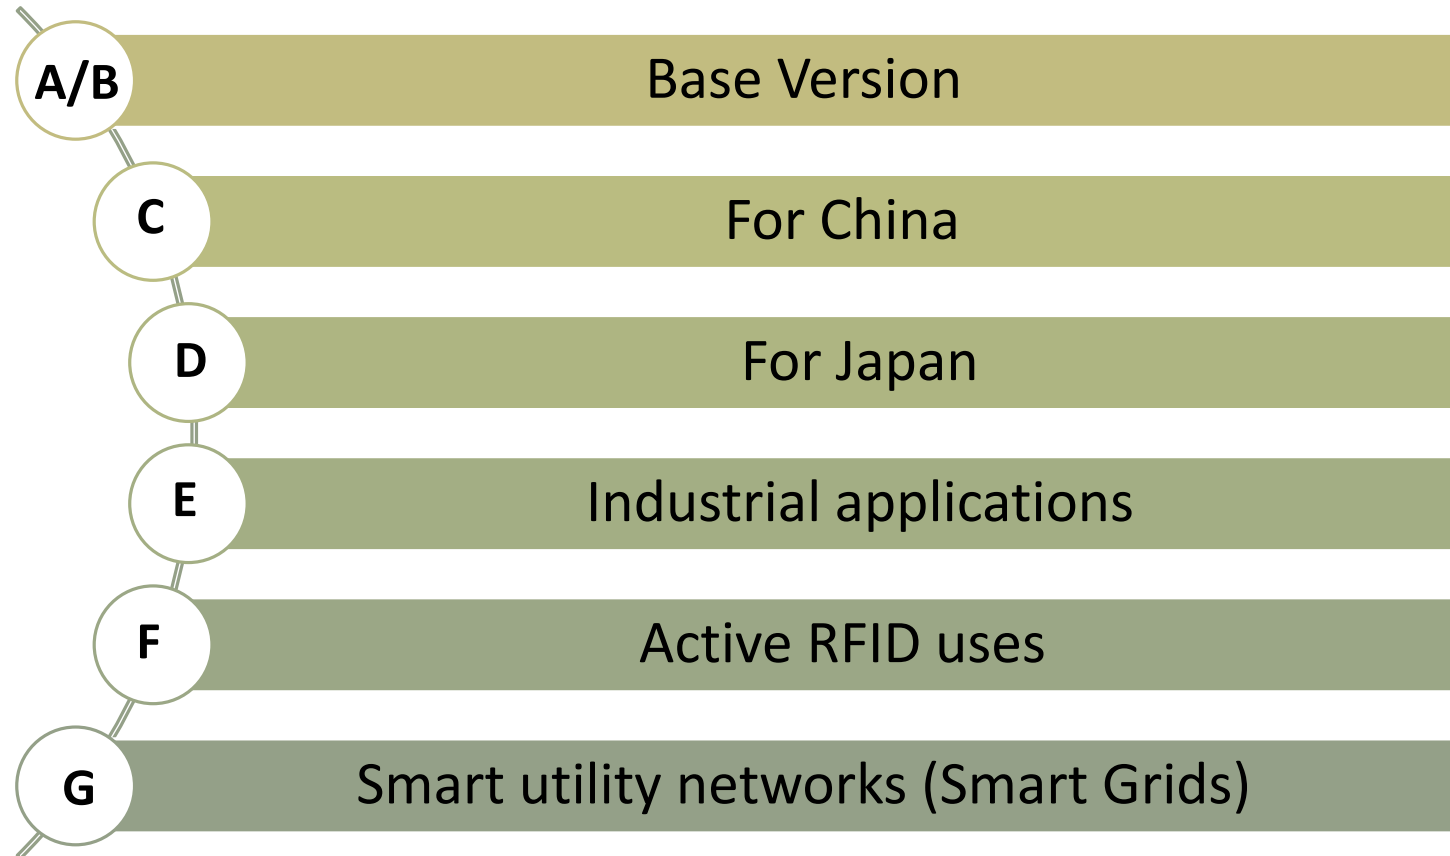 A/B Base Version
C For China
D For Japan
E Industrial applications
F Active RFID uses
G Smart utility networks (Smart Grids)